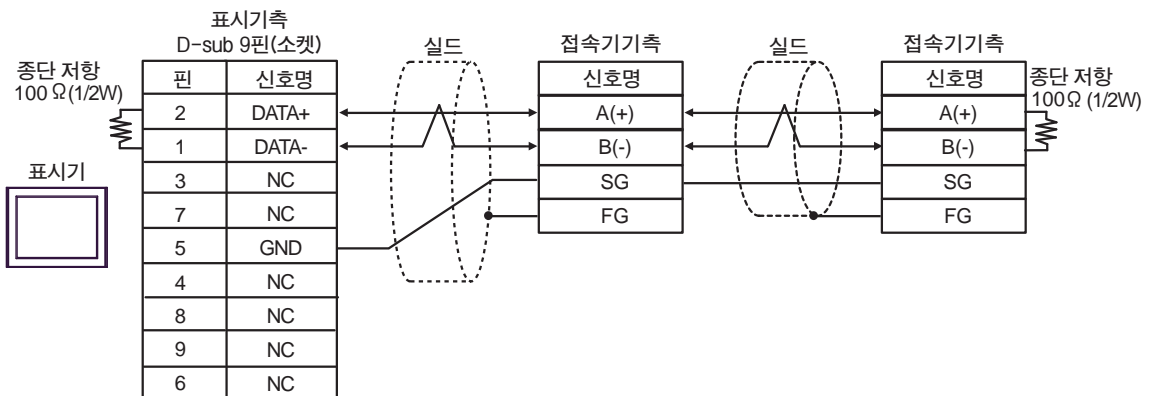 표시기측
D-sub 9핀(소켓)
종단 저항
100 Ω (1/2W)
표시기
핀 신호명
2 DATA+
1 DATA-
3 NC
7 NC
5 GND
4 NC
8 NC
9 NC
6 NC
실드
접속기기측
신호명
A(+)
B(-)
SG
FG
실드
접속기기측
신호명
A(+)
B(-)
SG
FG
종단 저항
100Ω (1/2W)